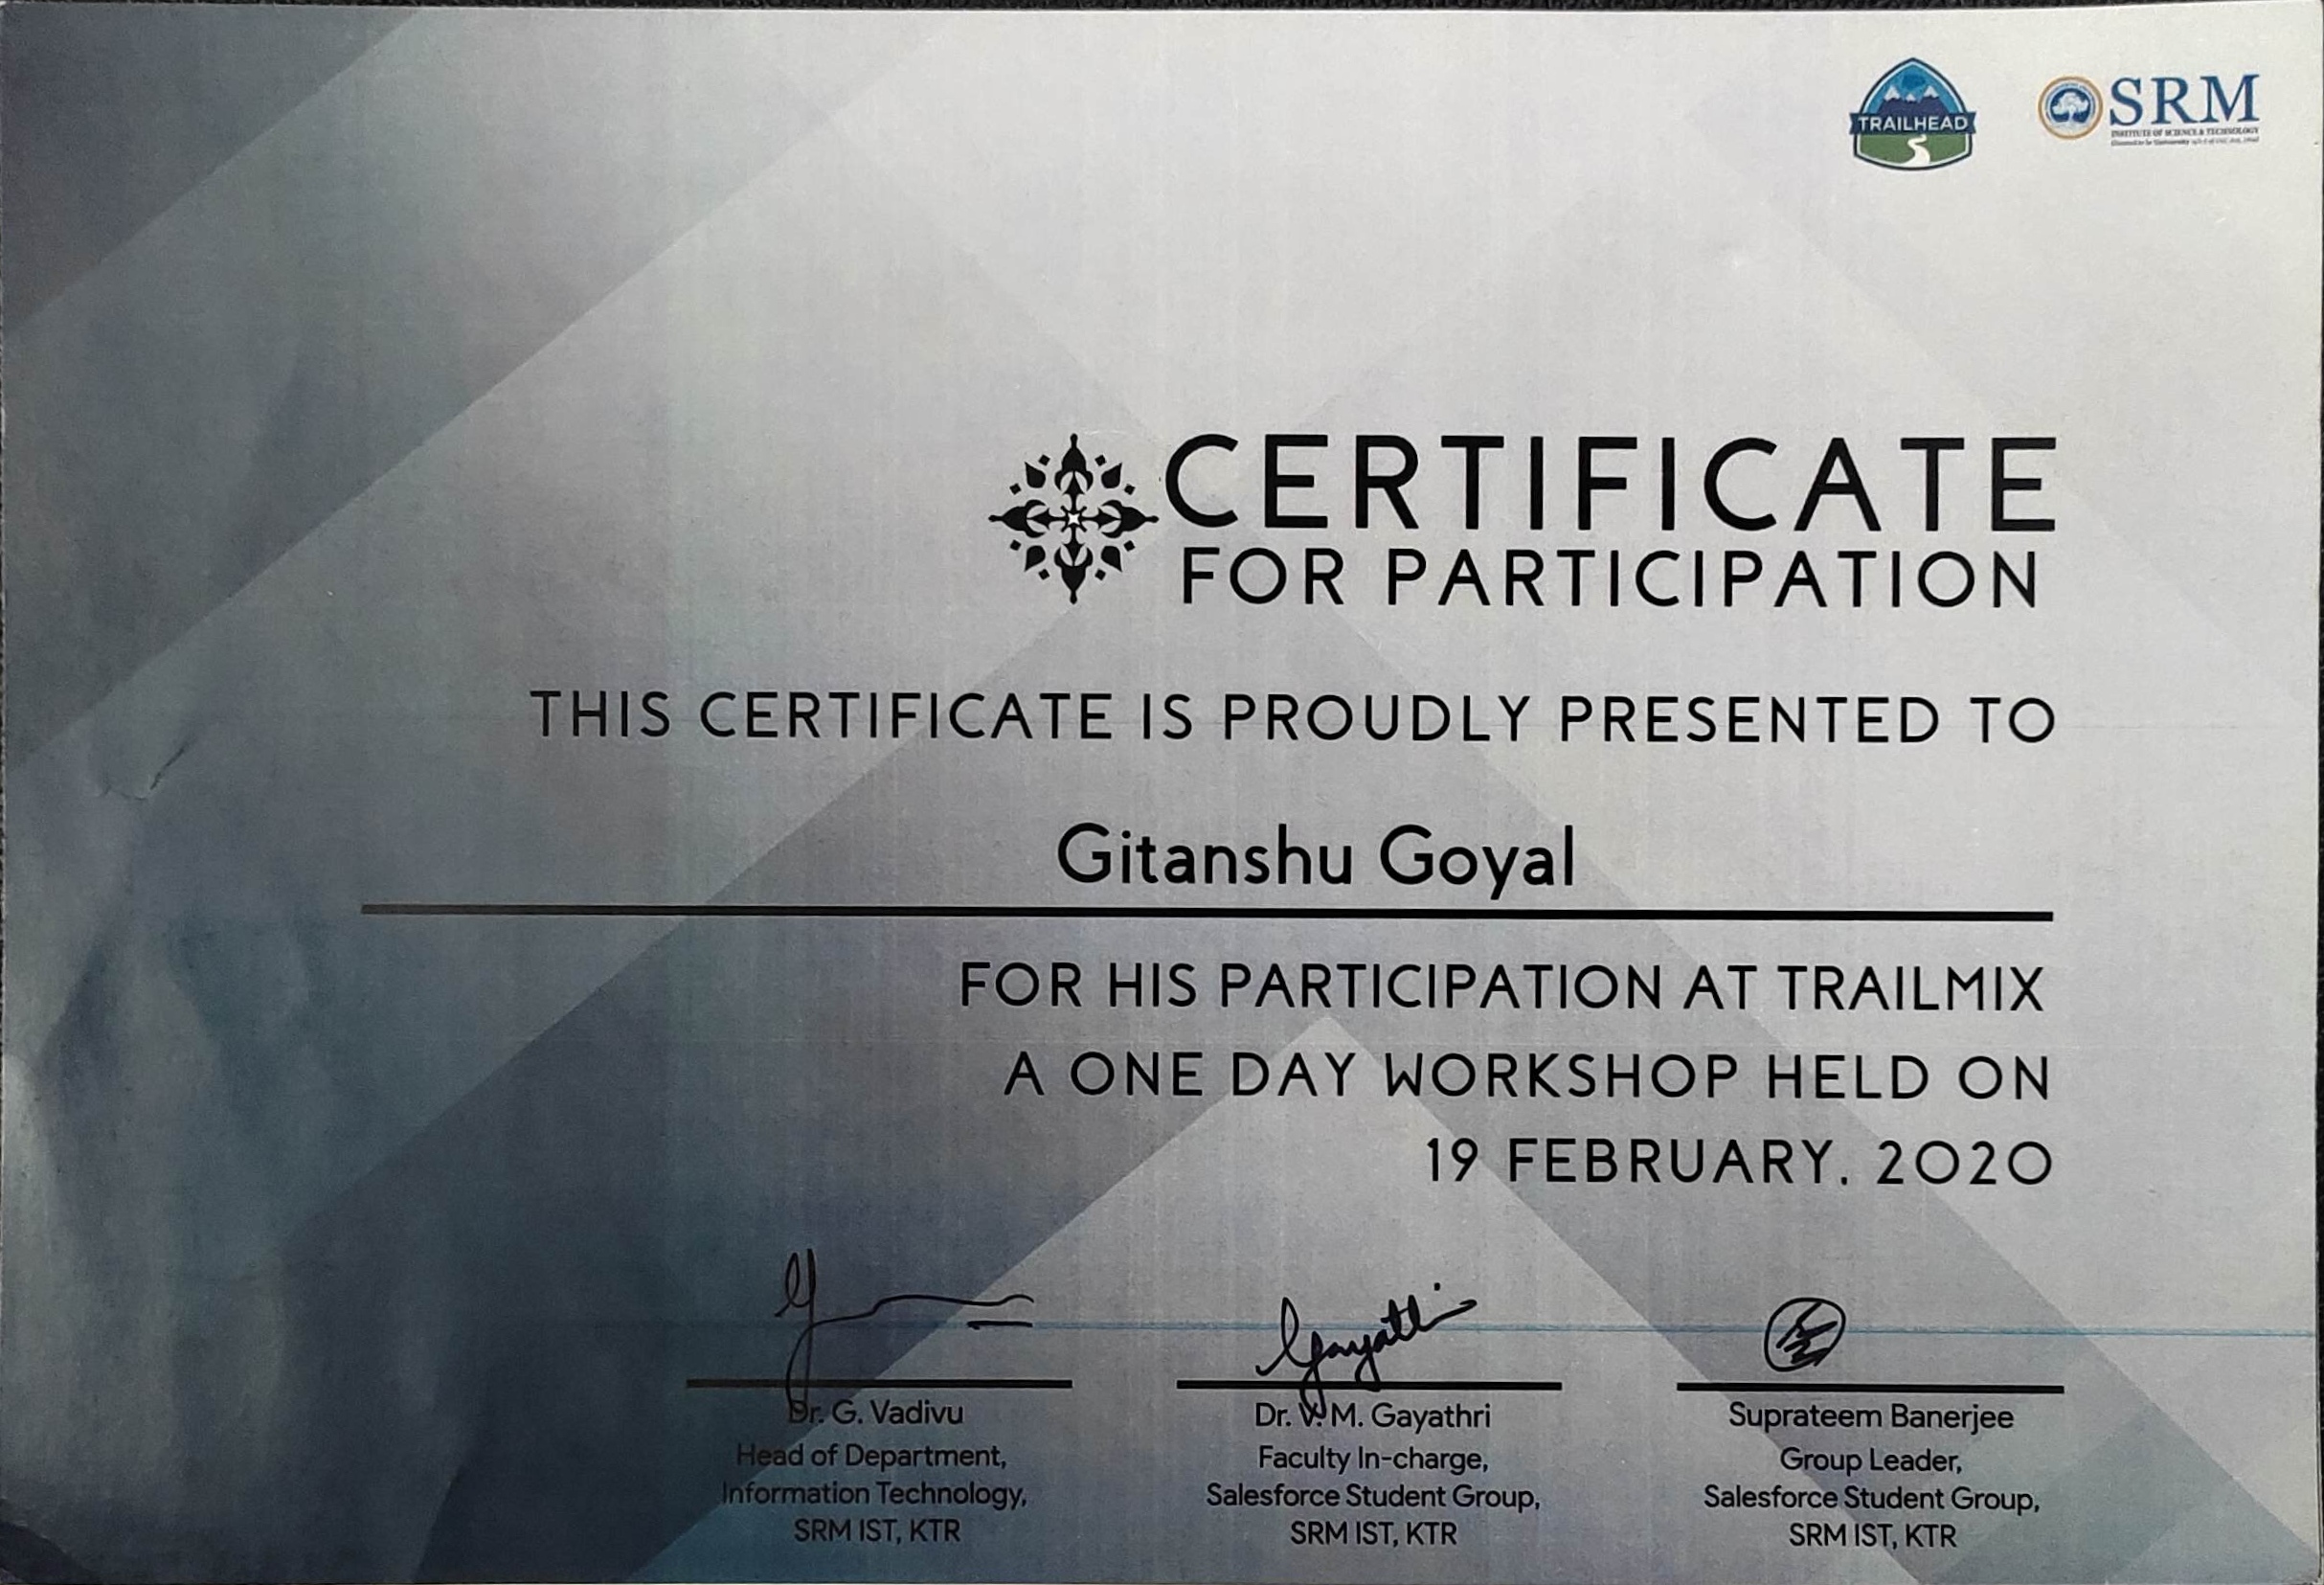 TRAILHEAD
SRM
INSTITUTE OF SCIENCE & TECHNOLOGY
CERTIFICATE
FOR PARTICIPATION
THIS CERTIFICATE IS PROUDLY PRESENTED TO
Gitanshu Goyal
FOR HIS PARTICIPATION AT TRAILMIX
A ONE DAY WORKSHOP HELD ON
19 FEBRUARY, 2020
Gayathri
Dr. G. Vadivu
Head of Department,
Information Technology,
SRM IST, KTR
Dr. V. M. Gayathri
Faculty In-charge,
Salesforce Student Group,
SRM IST, KTR
Suprateem Banerjee
Group Leader,
Salesforce Student Group,
SRM IST, KTR